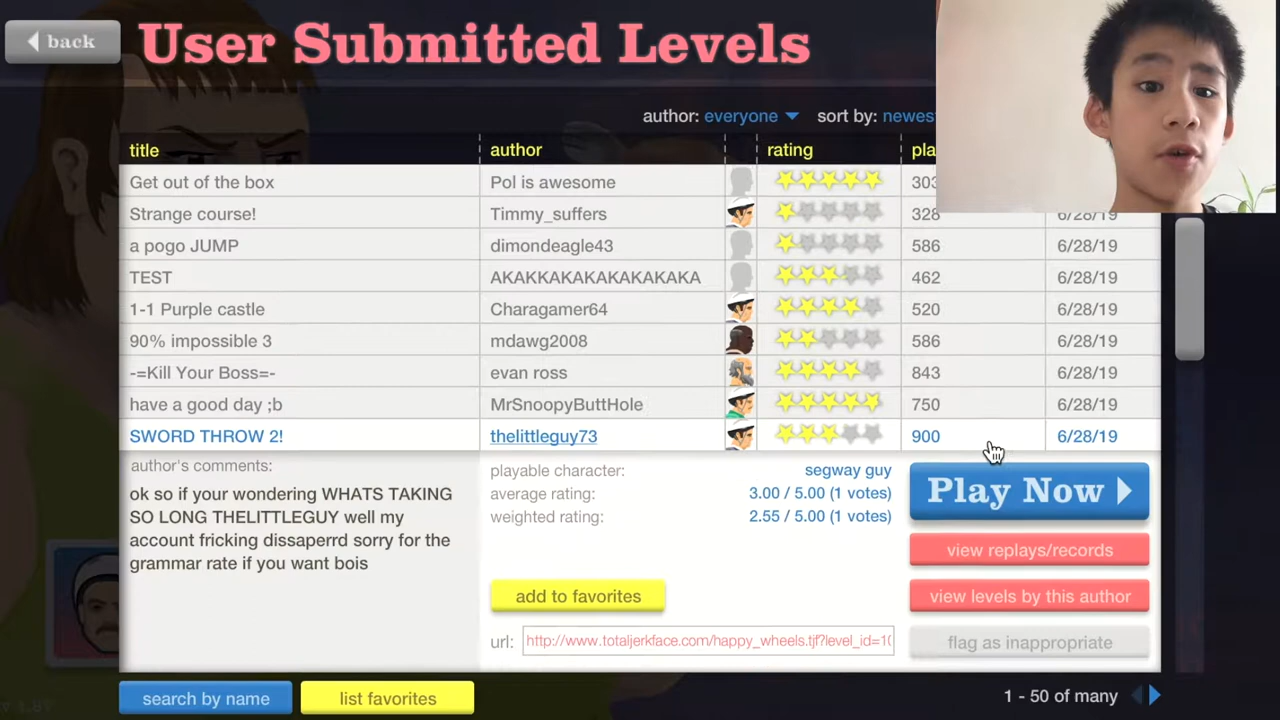 back
User Submitted Levels
author: everyone sort by: newes
title author rating pla
Get out of the box Pol is awesome 303
Strange course! Timmy_suffers 328 6/28/19
a pogo JUMP dimondeagle43 586 6/28/19
TEST AKAKKAKAKAKAKAKA 462 6/28/19
1-1 Purple castle Charagamer64 520 6/28/19
90% impossible 3 mdawg2008 586 6/28/19
-=Kill Your Boss=- evan ross 843 6/28/19
have a good day ;b MrSnoopyButtHole 750 6/28/19
SWORD THROW 2! thelittleguy73 900 6/28/19
author's comments:
ok so if your wondering WHATS TAKING
SO LONG THELITTLEGUY well my
account fricking dissaperrd sorry for the
grammar rate if you want bois
playable character: segway guy
average rating: 3.00 / 5.00 (1 votes)
weighted rating: 2.55 / 5.00 (1 votes)
add to favorites
url: http://www.totaljerkface.com/happy_wheels.tjf?level_id=1(
Play Now
view replays/records
view levels by this author
flag as inappropriate
search by name list favorites 1 - 50 of many